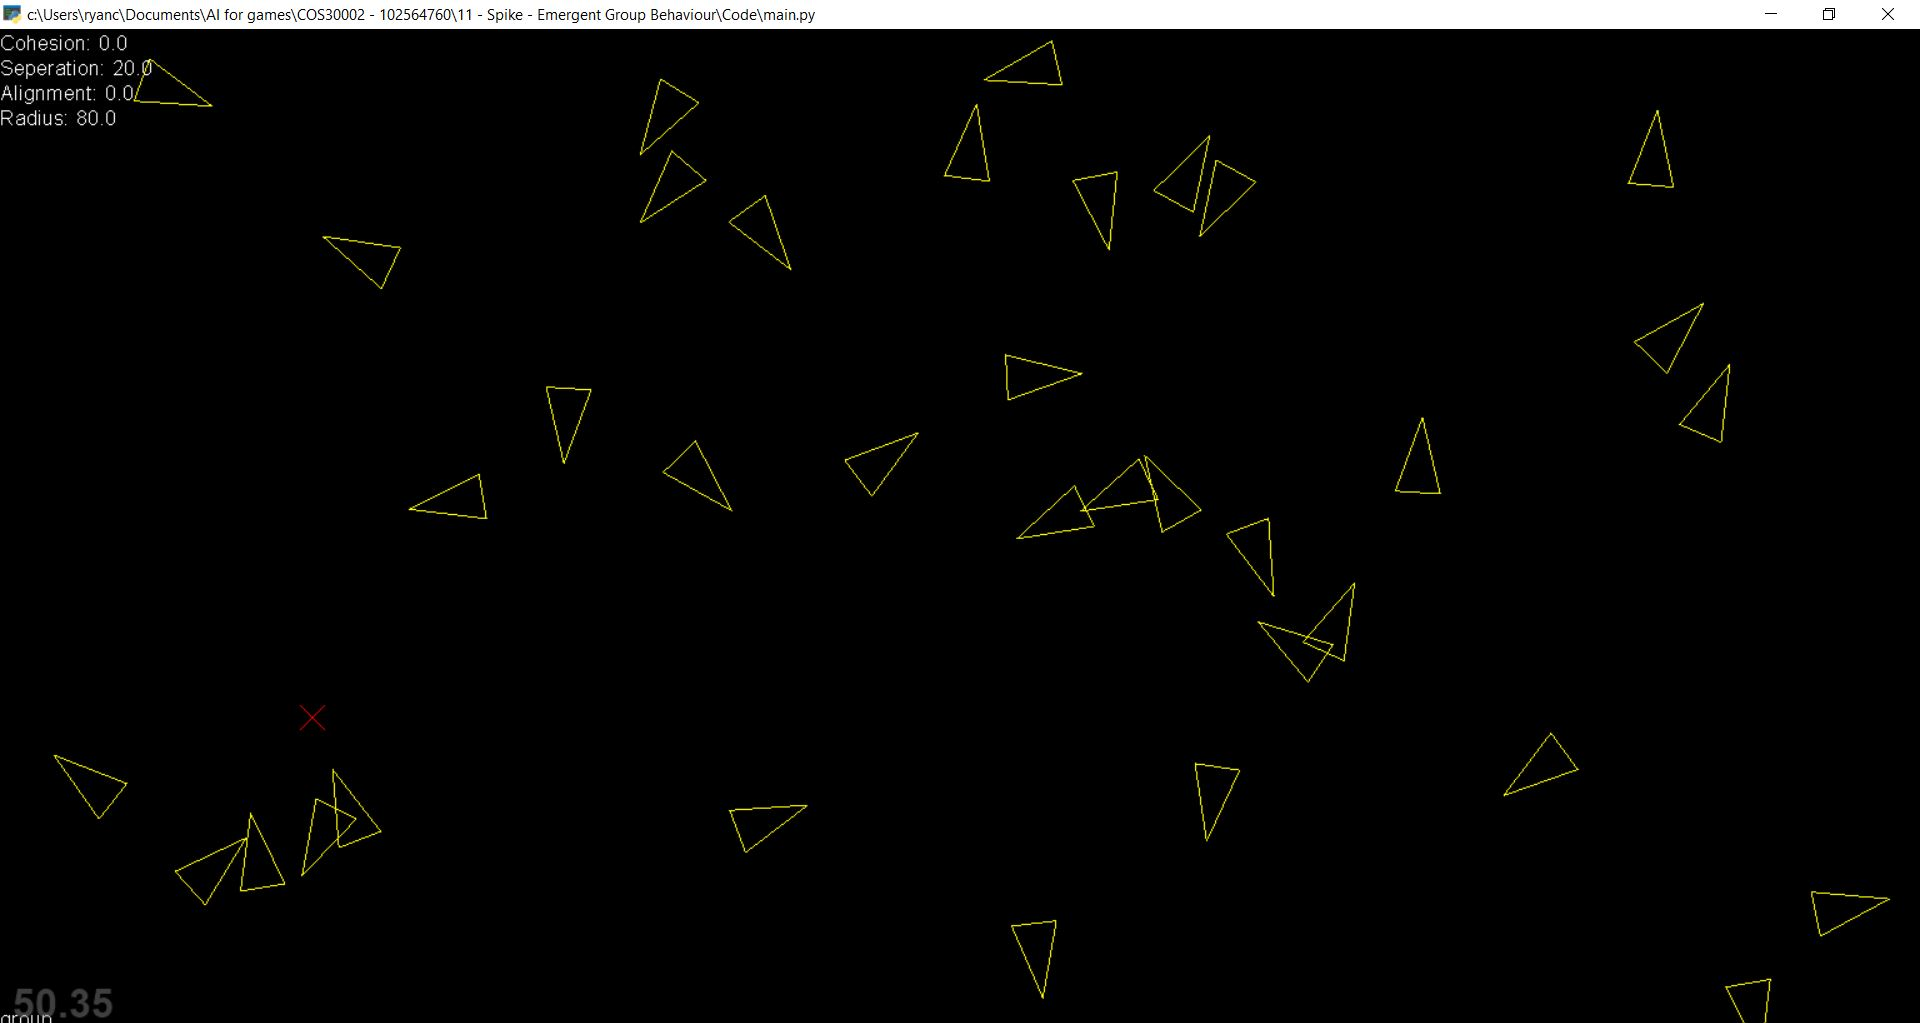 c:\Users\ryanc\Documents\AI for games\COS30002 - 102564760\11 - Spike - Emergent Group Behaviour\Code\main.py
Cohesion: 0.0
Seperation: 20.0
Alignment: 0.0
Radius: 80.0
50.35
group